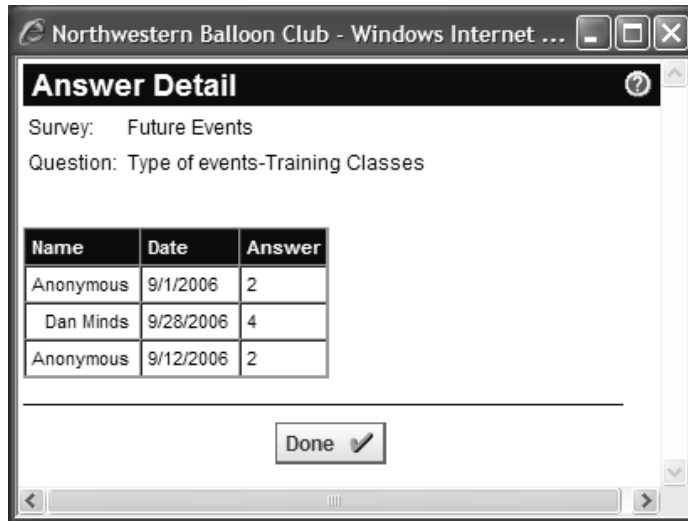 Northwestern Balloon Club - Windows Internet ...
Answer Detail
Survey: Future Events
Question: Type of events-Training Classes
Name Date Answer
Anonymous 9/1/2006 2
Dan Minds 9/28/2006 4
Anonymous 9/12/2006 2
Done